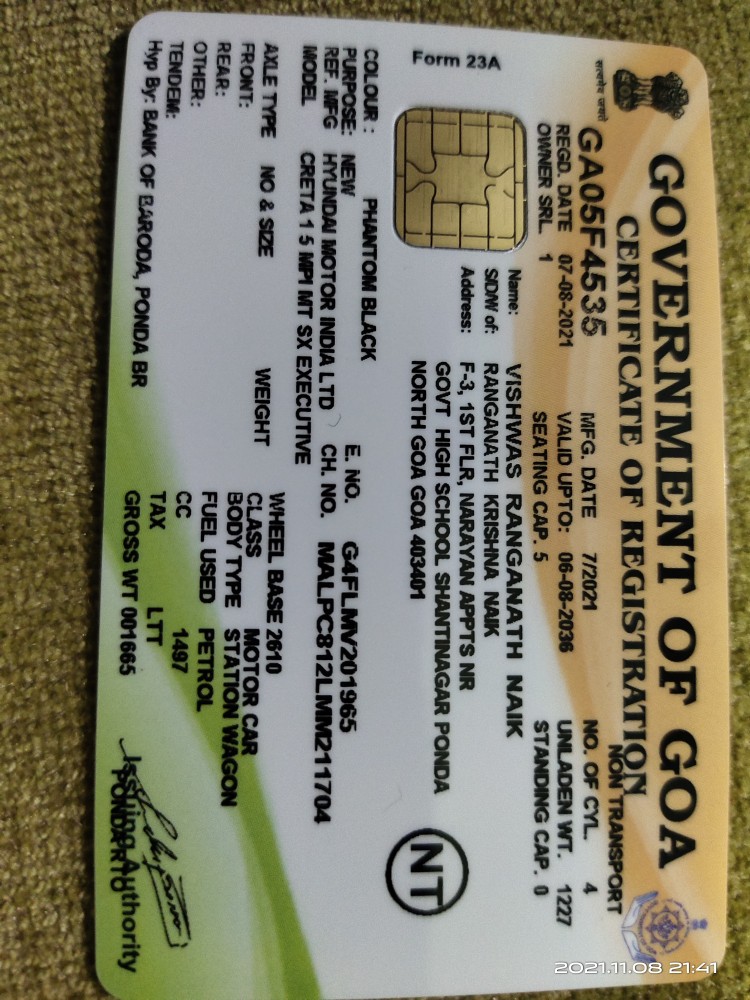 GOVERNMENT OF GOA
CERTIFICATE OF REGISTRATION
सत्यमेव जयते
NON TRANSPORT
Form 23A
GA05F4535
REGD. DATE 07-08-2021
OWNER SRL. 1
MFG. DATE 7/2021
VALID UPTO: 06-08-2036
SEATING CAP. 5
NO. OF CYL. 4
UNLADEN WT. 1227
STANDING CAP. 0
Name: VISHWAS RANGANATH NAIK
S/D/W of: RANGANATH KRISHNA NAIK
Address: F-3, 1ST FLR, NARAYAN APPTS NR
GOVT HIGH SCHOOL SHANTINAGAR PONDA
NORTH GOA GOA 403401
NT
COLOUR : PHANTOM BLACK
PURPOSE: NEW
REF. MFG HYUNDAI MOTOR INDIA LTD
MODEL CRETA 1 5 MPI MT SX EXECUTIVE
E. NO. G4FLMV201965
CH. NO. MALPC812LMM211704
AXLE TYPE NO & SIZE WEIGHT
FRONT:
REAR:
OTHER:
TENDEM:
Hyp By: BANK OF BARODA, PONDA BR
WHEEL BASE 2610
CLASS MOTOR CAR
BODY TYPE STATION WAGON
FUEL USED PETROL
CC 1497
TAX LTT
GROSS WT 001665
Issuing Authority
PONDA RTO
2021.11.08 21:41